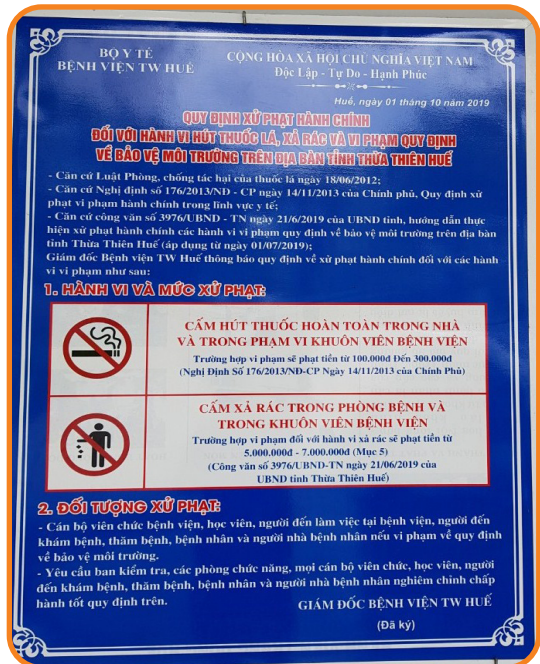 BỘ Y TẾ
BỆNH VIỆN TW HUẾ
CỘNG HÒA XÃ HỘI CHỦ NGHĨA VIỆT NAM
Độc Lập - Tự Do - Hạnh Phúc
Huế, ngày 01 tháng 10 năm 2019
QUY ĐỊNH XỬ PHẠT HÀNH CHÍNH
ĐỐI VỚI HÀNH VI HÚT THUỐC LÁ, XẢ RÁC VÀ VI PHẠM QUY ĐỊNH
VỀ BẢO VỆ MÔI TRƯỜNG TRÊN ĐỊA BÀN TỈNH THỪA THIÊN HUẾ
- Căn cứ Luật Phòng, chống tác hại của thuốc lá ngày 18/06/2012;
- Căn cứ Nghị định số 176/2013/NĐ - CP ngày 14/11/2013 của Chính phủ, Quy định xử
phạt vi phạm hành chính trong lĩnh vực y tế;
- Căn cứ công văn số 3976/UBND - TN ngày 21/6/2019 của UBND tỉnh, hướng dẫn thực
hiện xử phạt hành chính các hành vi vi phạm quy định về bảo vệ môi trường trên địa bàn
tỉnh Thừa Thiên Huế (áp dụng từ ngày 01/07/2019);
Giám đốc Bệnh viện TW Huế thông báo quy định về xử phạt hành chính đối với các hành
vi vi phạm như sau:
1. HÀNH VI VÀ MỨC XỬ PHẠT:
CẤM HÚT THUỐC HOÀN TOÀN TRONG NHÀ
VÀ TRONG PHẠM VI KHUÔN VIÊN BỆNH VIỆN
Trường hợp vi phạm sẽ phạt tiền từ 100.000đ Đến 300.000đ
(Nghị Định Số 176/2013/NĐ-CP Ngày 14/11/2013 của Chính Phủ)
CẤM XẢ RÁC TRONG PHÒNG BỆNH VÀ
TRONG KHUÔN VIÊN BỆNH VIỆN
Trường hợp vi phạm đối với hành vi xả rác sẽ phạt tiền từ
5.000.000đ - 7.000.000đ (Mục 5)
(Công văn số 3976/UBND-TN ngày 21/06/2019 của
UBND tỉnh Thừa Thiên Huế)
2. ĐỐI TƯỢNG XỬ PHẠT:
- Cán bộ viên chức bệnh viện, học viên, người đến làm việc tại bệnh viện, người đến
khám bệnh, thăm bệnh, bệnh nhân và người nhà bệnh nhân nếu vi phạm về quy định
về bảo vệ môi trường.
- Yêu cầu ban kiểm tra, các phòng chức năng, mọi cán bộ viên chức, học viên, người
đến khám bệnh, thăm bệnh, bệnh nhân và người nhà bệnh nhân nghiêm chỉnh chấp
hành tốt quy định trên.
GIÁM ĐỐC BỆNH VIỆN TW HUẾ
(Đã ký)